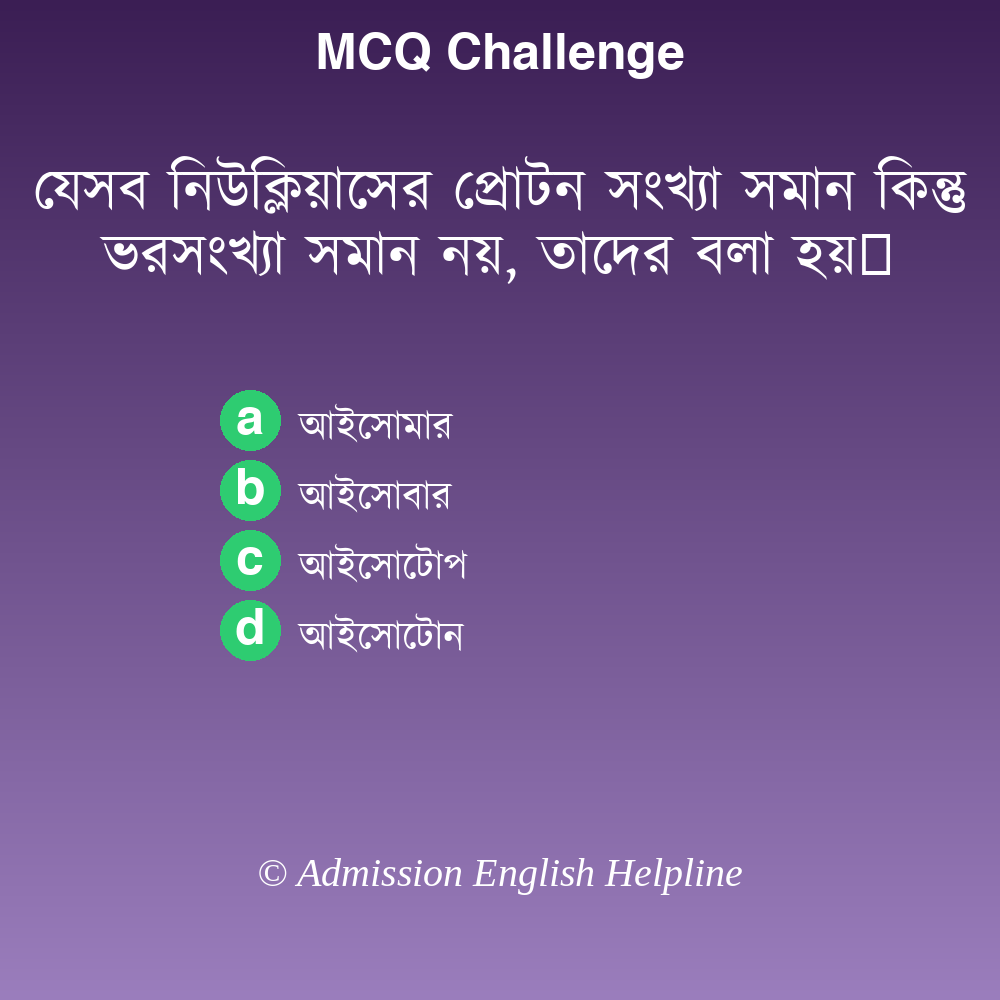 MCQ Challenge
যেসব নিউক্লিয়াসের প্রোটন সংখ্যা সমান কিন্তু
ভরসংখ্যা সমান নয়, তাদের বলা হয়
a আইসোমার
b আইসোবার
c আইসোটোপ
d আইসোটোন
© Admission English Helpline